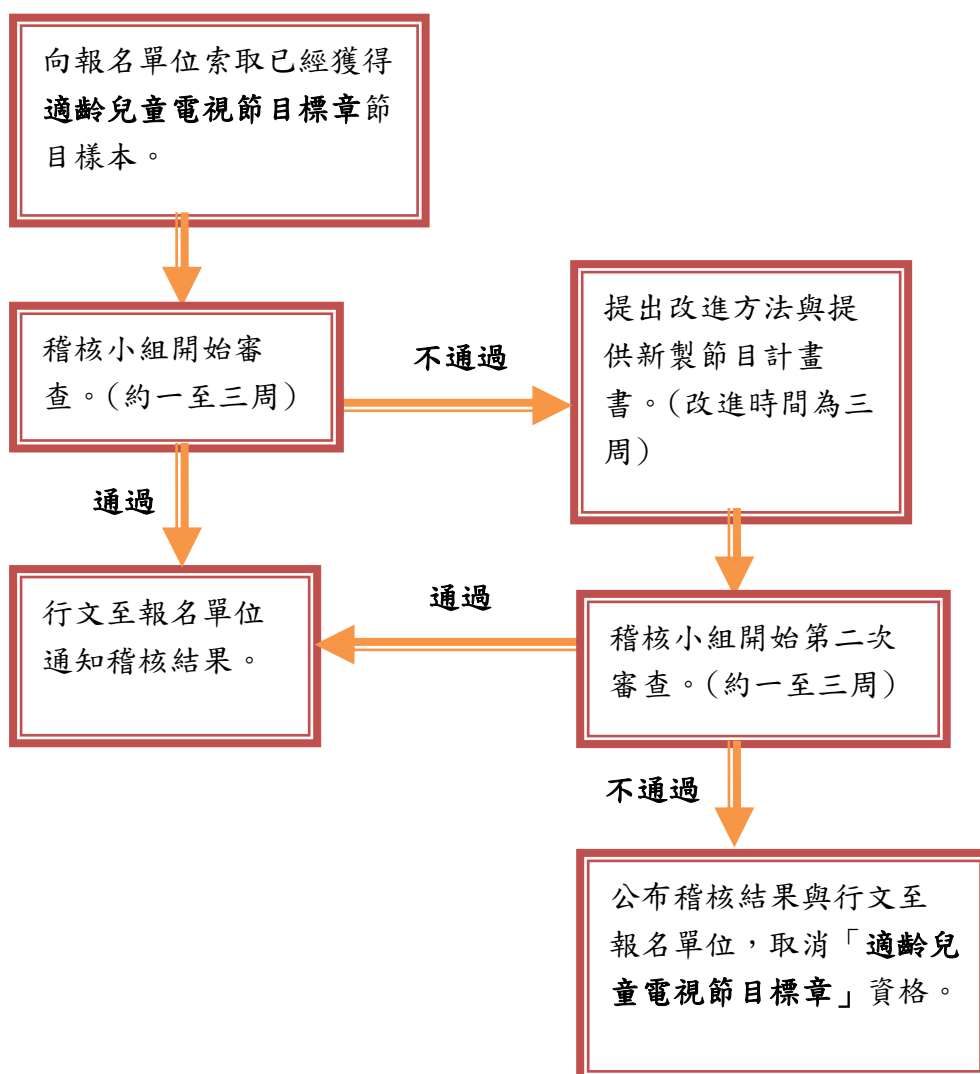 向報名單位索取已經獲得
適齡兒童電視節目標章節
目樣本。
稽核小組開始審
查。(約一至三周)
不通過
提出改進方法與提
供新製節目計畫
書。(改進時間為三
周)
通過
行文至報名單位
通知稽核結果。
通過
稽核小組開始第二次
審查。(約一至三周)
不通過
公布稽核結果與行文至
報名單位，取消「適齡兒
童電視節目標章」資格。